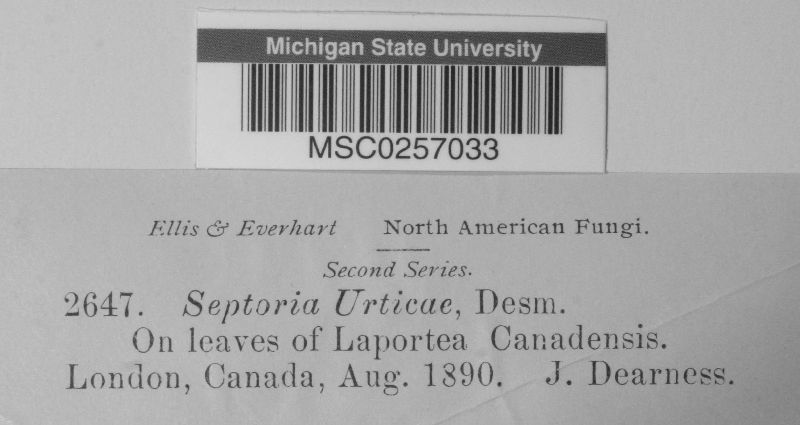 Michigan State University
MSC0257033
Ellis & Everhart North American Fungi.
Second Series.
2647. Septoria Urticae, Desm.
On leaves of Laportea Canadensis.
London, Canada, Aug. 1890. J. Dearness.